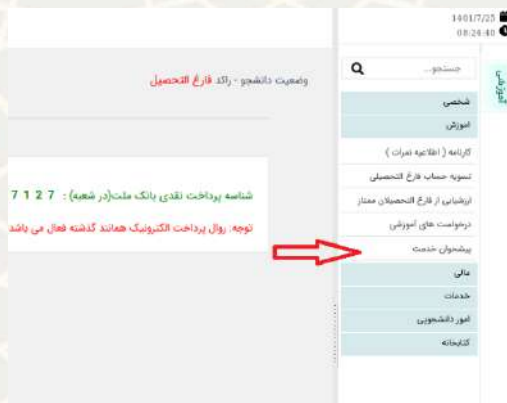 1401/7/25
08:24:40
آموزشی
جستجو...
شخصی
آموزش
کارنامه ( اطلاعیه نمرات )
تسویه حساب فارغ التحصیلی
ارزشیابی از فارغ التحصیلان ممتاز
درخواست های آموزشی
پیشخوان خدمت
مالی
خدمات
امور دانشجویی
کتابخانه
وضعیت دانشجو - راکد فارغ التحصیل
شناسه پرداخت نقدی بانک ملت(در شعبه) : 7 1 2 7
توجه: روال پرداخت الکترونیک همانند گذشته فعال می باشد